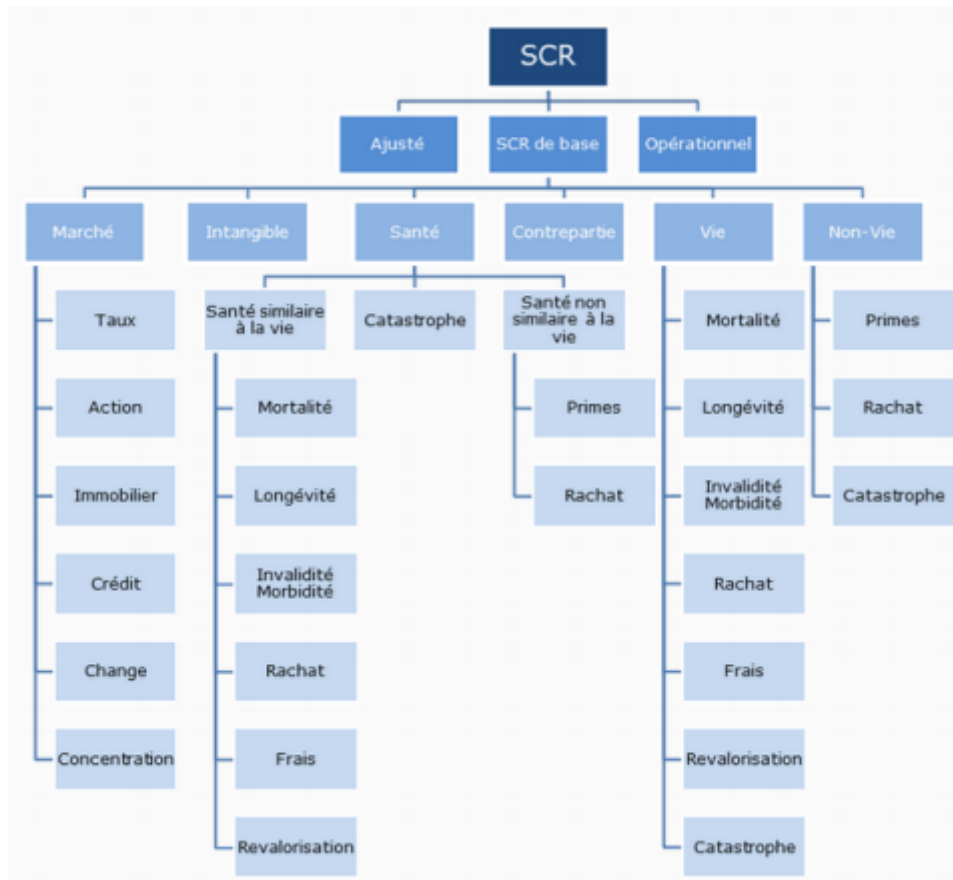 SCR
Ajusté
SCR de base
Opérationnel
Marché
Intangible
Santé
Contrepartie
Vie
Non-Vie
Taux
Action
Immobilier
Crédit
Change
Concentration
Santé similaire
à la vie
Mortalité
Longévité
Invalidité
Morbidité
Rachat
Frais
Revalorisation
Catastrophe
Santé non
similaire à la
vie
Primes
Rachat
Mortalité
Longévité
Invalidité
Morbidité
Rachat
Frais
Revalorisation
Catastrophe
Primes
Rachat
Catastrophe